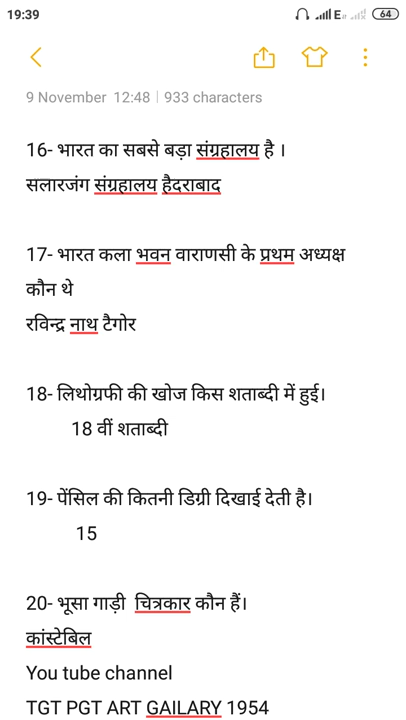 19:39
E 64
9 November 12:48 | 933 characters
16- भारत का सबसे बड़ा संग्रहालय है ।
सलारजंग संग्रहालय हैदराबाद
17- भारत कला भवन वाराणसी के प्रथम अध्यक्ष
कौन थे
रविन्द्र नाथ टैगोर
18- लिथोग्रफी की खोज किस शताब्दी में हुई।
18 वीं शताब्दी
19- पेंसिल की कितनी डिग्री दिखाई देती है।
15
20- भूसा गाड़ी चित्रकार कौन हैं।
कांस्टेबिल
You tube channel
TGT PGT ART GAILARY 1954